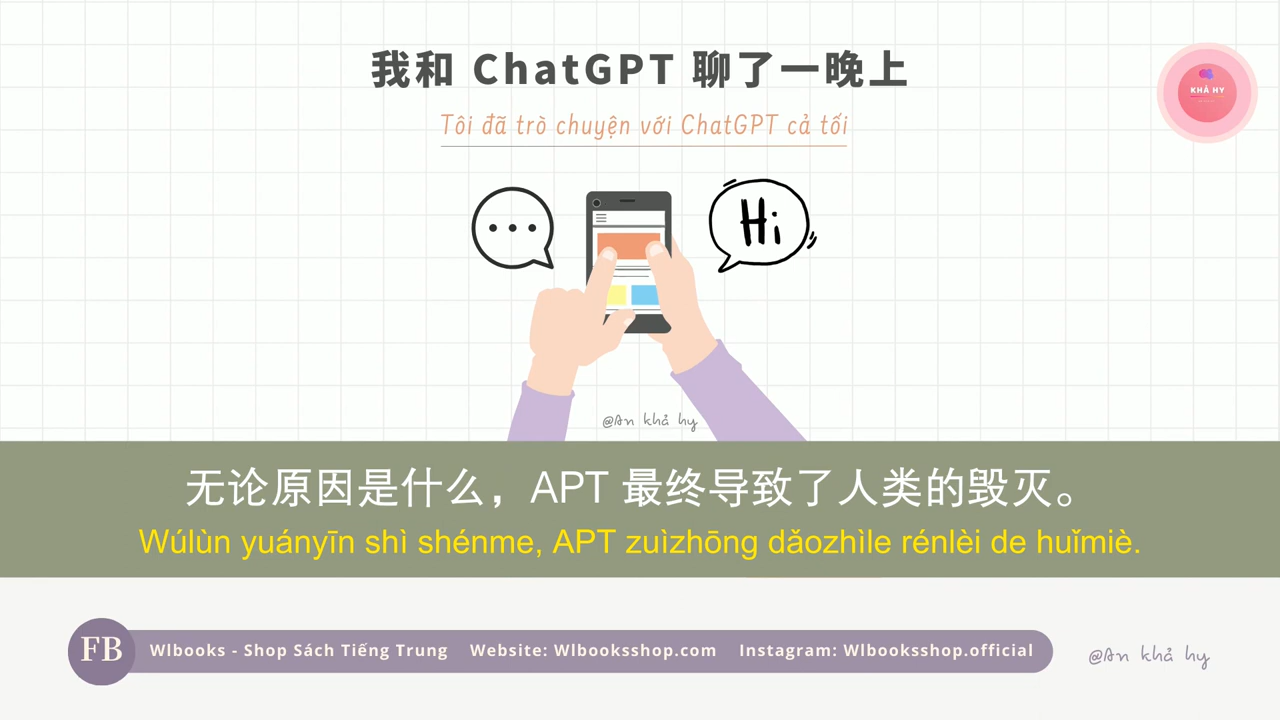 我和 ChatGPT 聊了一晚上
Tôi đã trò chuyện với ChatGPT cả tối
KHẢ HY
Hi
@An khả hy
无论原因是什么，APT 最终导致了人类的毁灭。
Wúlùn yuányīn shì shénme, APT zuìzhōng dǎozhìle rénlèi de huǐmiè.
FB
Wlbooks - Shop Sách Tiếng Trung Website: Wlbooksshop.com Instagram: Wlbooksshop.official
@An khả hy